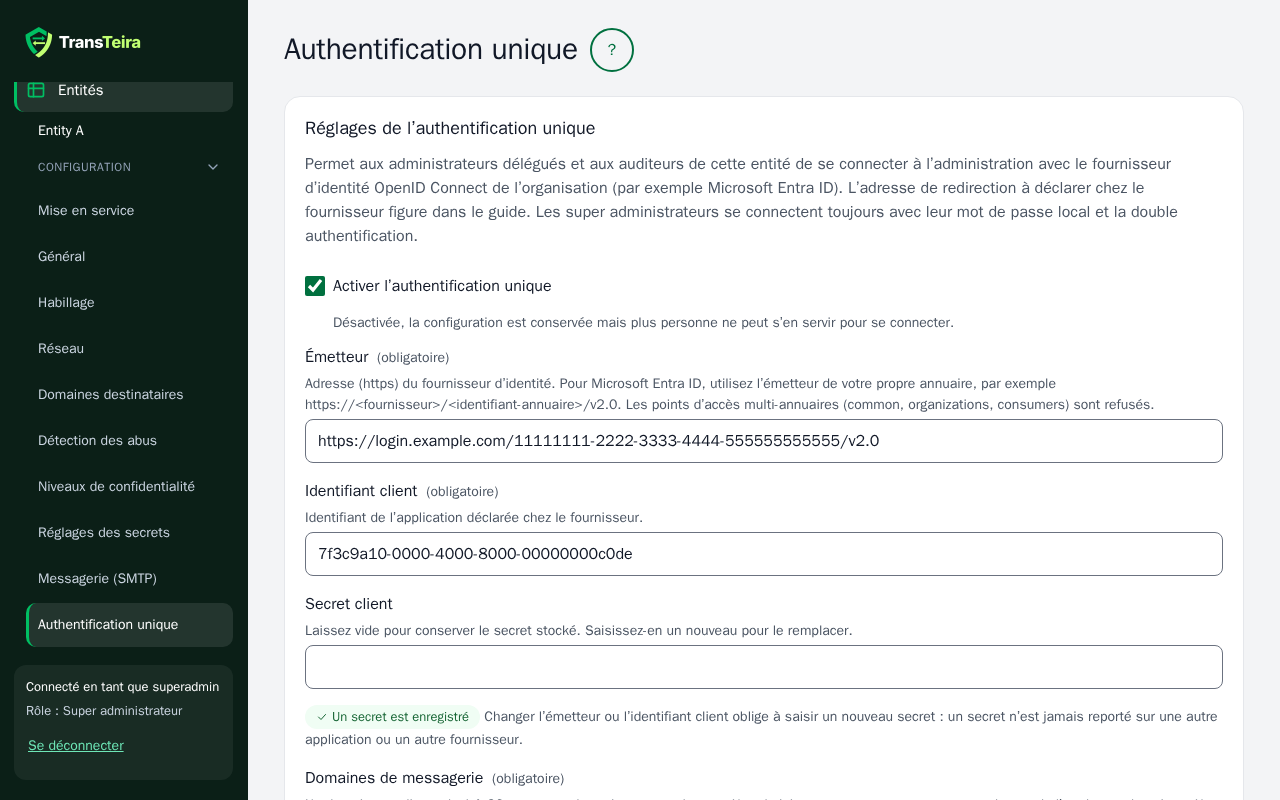 TransTeira
Entités
Entity A
CONFIGURATION
Mise en service
Général
Habillage
Réseau
Domaines destinataires
Détection des abus
Niveaux de confidentialité
Réglages des secrets
Messagerie (SMTP)
Authentification unique
Connecté en tant que superadmin
Rôle : Super administrateur
Se déconnecter
Authentification unique ?
Réglages de l'authentification unique
Permet aux administrateurs délégués et aux auditeurs de cette entité de se connecter à l'administration avec le fournisseur
d'identité OpenID Connect de l'organisation (par exemple Microsoft Entra ID). L'adresse de redirection à déclarer chez le
fournisseur figure dans le guide. Les super administrateurs se connectent toujours avec leur mot de passe local et la double
authentification.
Activer l'authentification unique
Désactivée, la configuration est conservée mais plus personne ne peut s'en servir pour se connecter.
Émetteur (obligatoire)
Adresse (https) du fournisseur d'identité. Pour Microsoft Entra ID, utilisez l'émetteur de votre propre annuaire, par exemple
https://<fournisseur>/<identifiant-annuaire>/v2.0. Les points d'accès multi-annuaires (common, organizations, consumers) sont refusés.
https://login.example.com/11111111-2222-3333-4444-555555555555/v2.0
Identifiant client (obligatoire)
Identifiant de l'application déclarée chez le fournisseur.
7f3c9a10-0000-4000-8000-00000000c0de
Secret client
Laissez vide pour conserver le secret stocké. Saisissez-en un nouveau pour le remplacer.
Un secret est enregistré Changer l'émetteur ou l'identifiant client oblige à saisir un nouveau secret : un secret n'est jamais reporté sur une autre
application ou un autre fournisseur.
Domaines de messagerie (obligatoire)